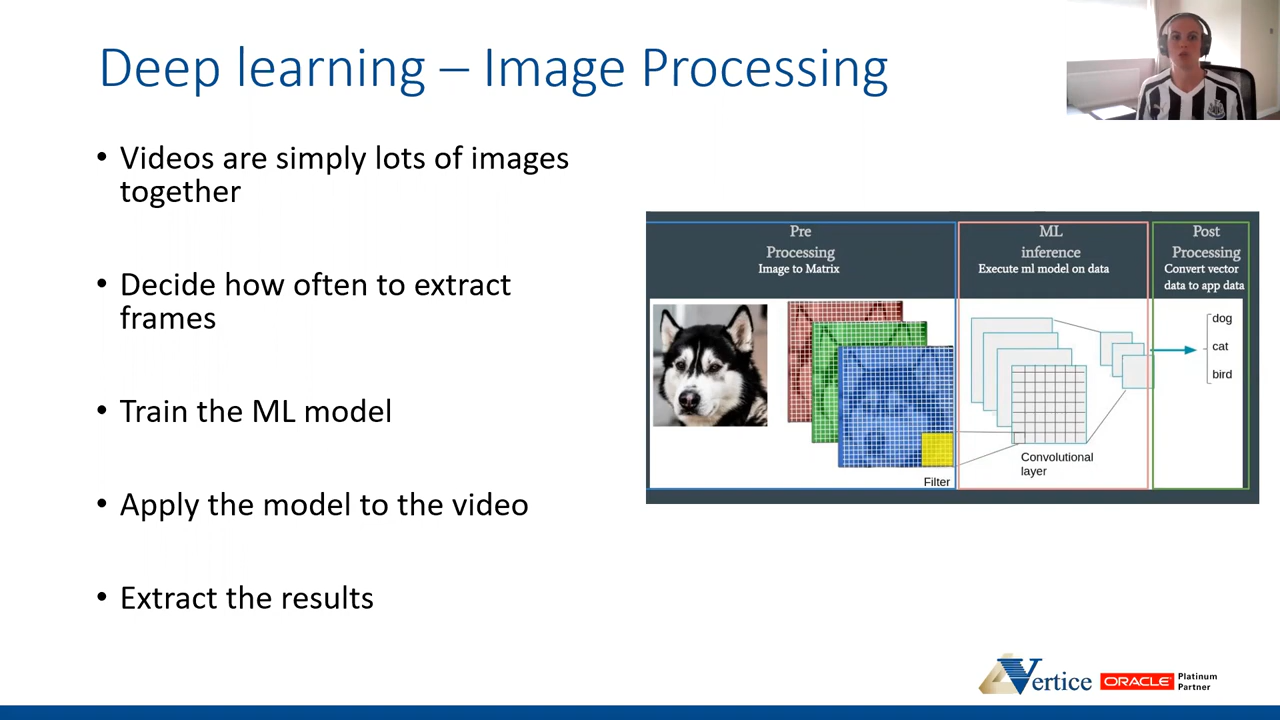 Deep learning – Image Processing
• Videos are simply lots of images
together
• Decide how often to extract
frames
• Train the ML model
• Apply the model to the video
• Extract the results
Pre
Processing
Image to Matrix
ML
inference
Execute ml model on data
Post
Processing
Convert vector
data to app data
dog
cat
bird
Convolutional
layer
Filter
Vertice
ORACLE
Platinum
Partner